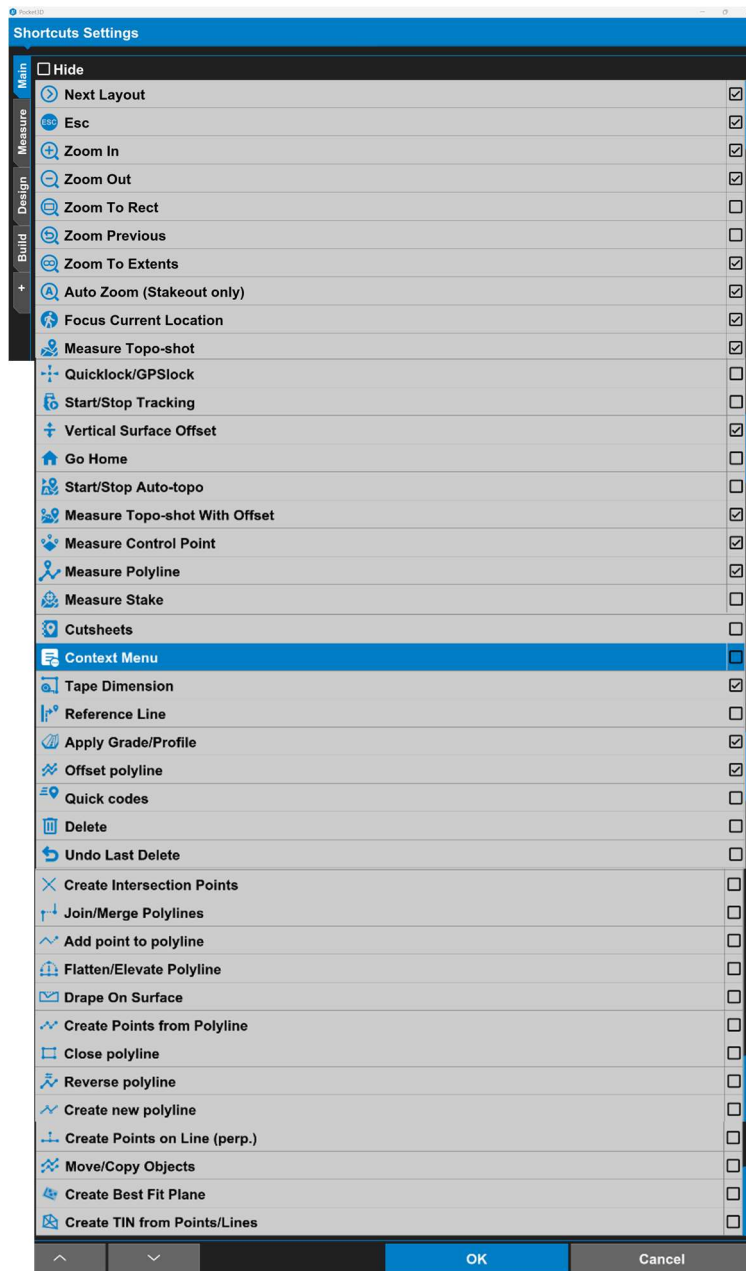 Pocket3D
Shortcuts Settings
Main
Measure
Design
Build
+
Hide
Next Layout
ESC Esc
Zoom In
Zoom Out
Zoom To Rect
Zoom Previous
Zoom To Extents
A Auto Zoom (Stakeout only)
Focus Current Location
Measure Topo-shot
Quicklock/GPSlock
Start/Stop Tracking
Vertical Surface Offset
Go Home
Start/Stop Auto-topo
Measure Topo-shot With Offset
Measure Control Point
Measure Polyline
Measure Stake
Cutsheets
Context Menu
Tape Dimension
Reference Line
Apply Grade/Profile
Offset polyline
Quick codes
Delete
Undo Last Delete
Create Intersection Points
Join/Merge Polylines
Add point to polyline
Flatten/Elevate Polyline
Drape On Surface
Create Points from Polyline
Close polyline
Reverse polyline
Create new polyline
Create Points on Line (perp.)
Move/Copy Objects
Create Best Fit Plane
Create TIN from Points/Lines
OK
Cancel